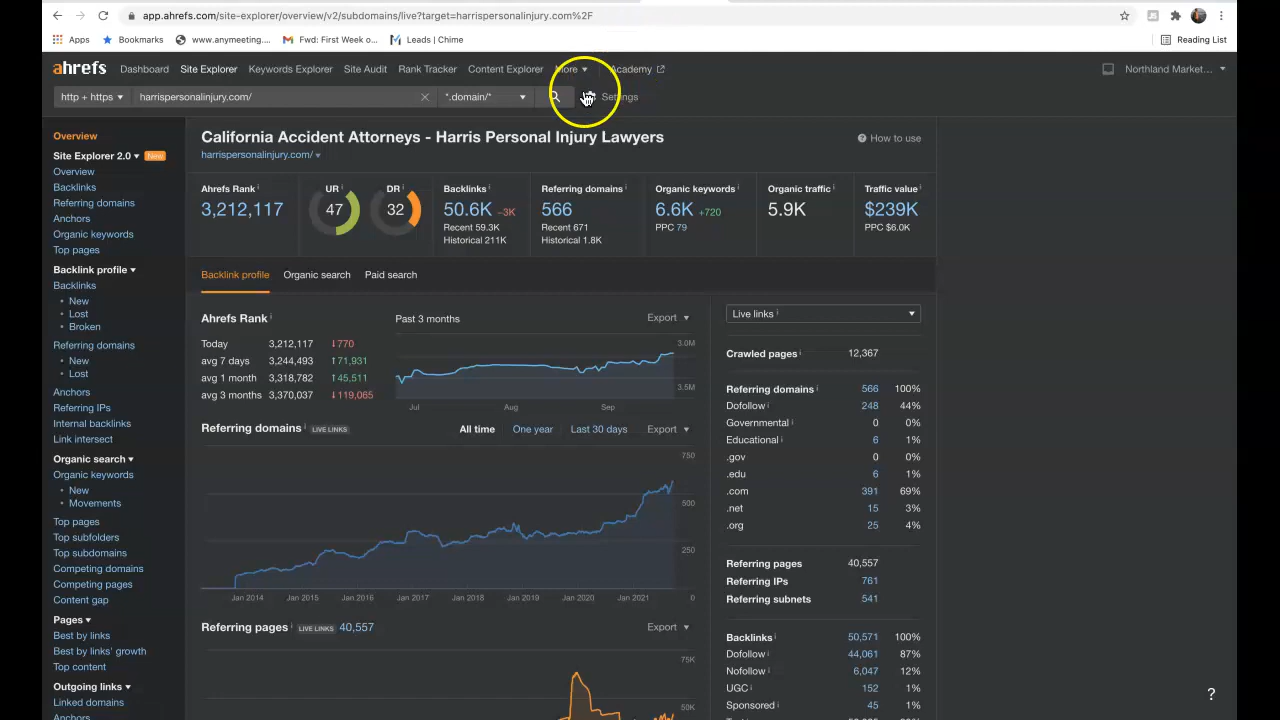 app.ahrefs.com/site-explorer/overview/v2/subdomains/live?target=harrispersonalinjury.com%2F
Apps Bookmarks www.anymeeting.... Fwd: First Week o... Leads | Chime Reading List
ahrefs Dashboard Site Explorer Keywords Explorer Site Audit Rank Tracker Content Explorer More Academy Northland Market...
http + https harrispersonalinjury.com/ *.domain/* Settings
Overview
Site Explorer 2.0 New
Overview
Backlinks
Referring domains
Anchors
Organic keywords
Top pages
Backlink profile
Backlinks
• New
• Lost
• Broken
Referring domains
• New
• Lost
Anchors
Referring IPs
Internal backlinks
Link intersect
Organic search
Organic keywords
• New
• Movements
Top pages
Top subfolders
Top subdomains
Competing domains
Competing pages
Content gap
Pages
Best by links
Best by links' growth
Top content
Outgoing links
Linked domains
Anchors
California Accident Attorneys - Harris Personal Injury Lawyers
harrispersonalinjury.com/
? How to use
Ahrefs Rank i UR i DR i Backlinks i Referring domains i Organic keywords i Organic traffic i Traffic value i
3,212,117 47 32 50.6K -3K 566 6.6K +720 5.9K $239K
Recent 59.3K Recent 671 PPC 79 PPC $6.0K
Historical 211K Historical 1.8K
Backlink profile Organic search Paid search
Ahrefs Rank i Past 3 months Export
Today 3,212,117 ↓770
avg 7 days 3,244,493 ↑71,931
avg 1 month 3,318,782 ↑45,511
avg 3 months 3,370,037 ↓119,065
3.0M
3.5M
Jul Aug Sep
Referring domains i LIVE LINKS All time One year Last 30 days Export
750
500
250
0
Jan 2014 Jan 2015 Jan 2016 Jan 2017 Jan 2018 Jan 2019 Jan 2020 Jan 2021
Referring pages i LIVE LINKS 40,557 Export
75K
50K
Live links i
Crawled pages i 12,367
Referring domains i 566 100%
Dofollow i 248 44%
Governmental i 0 0%
Educational i 6 1%
.gov 0 0%
.edu 6 1%
.com 391 69%
.net 15 3%
.org 25 4%
Referring pages 40,557
Referring IPs 761
Referring subnets 541
Backlinks i 50,571 100%
Dofollow i 44,061 87%
Nofollow i 6,047 12%
UGC i 152 1%
Sponsored i 45 1%
?